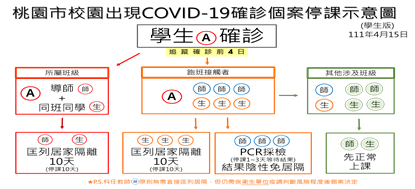 桃園市校園出現COVID-19確診個案停課示意圖
(學生版)
111年4月15日
學生Ⓐ確診
追蹤確診前4日
所屬班級
跑班接觸者
其他涉及班級
Ⓐ 導師 師
+
同班同學 生
Ⓐ 師 師 師
生 生 生
師 師 師
生 生 生
師 生
匡列居家隔離
10天
(停課10天)
生 生 生
匡列居家隔離
10天
(停課10天)
師 師 生
PCR採檢
(停課1~3天等待結果)
結果陰性免居隔
師 生
先正常
上課